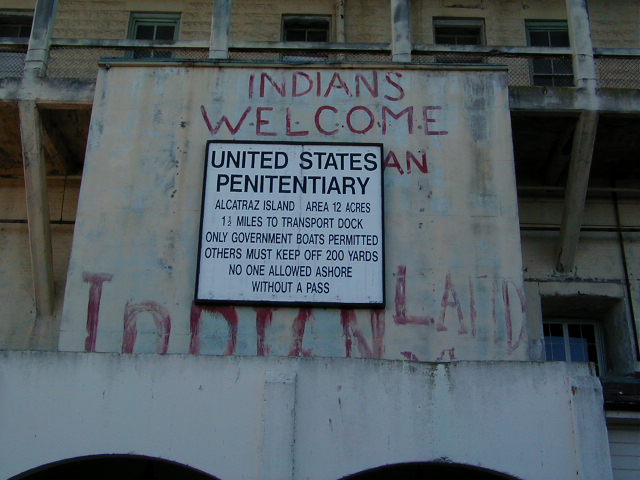 INDIANS
WELCOME
AN
UNITED STATES
PENITENTIARY
ALCATRAZ ISLAND AREA 12 ACRES
1½ MILES TO TRANSPORT DOCK
ONLY GOVERNMENT BOATS PERMITTED
OTHERS MUST KEEP OFF 200 YARDS
NO ONE ALLOWED ASHORE
WITHOUT A PASS
INDIAN LAND